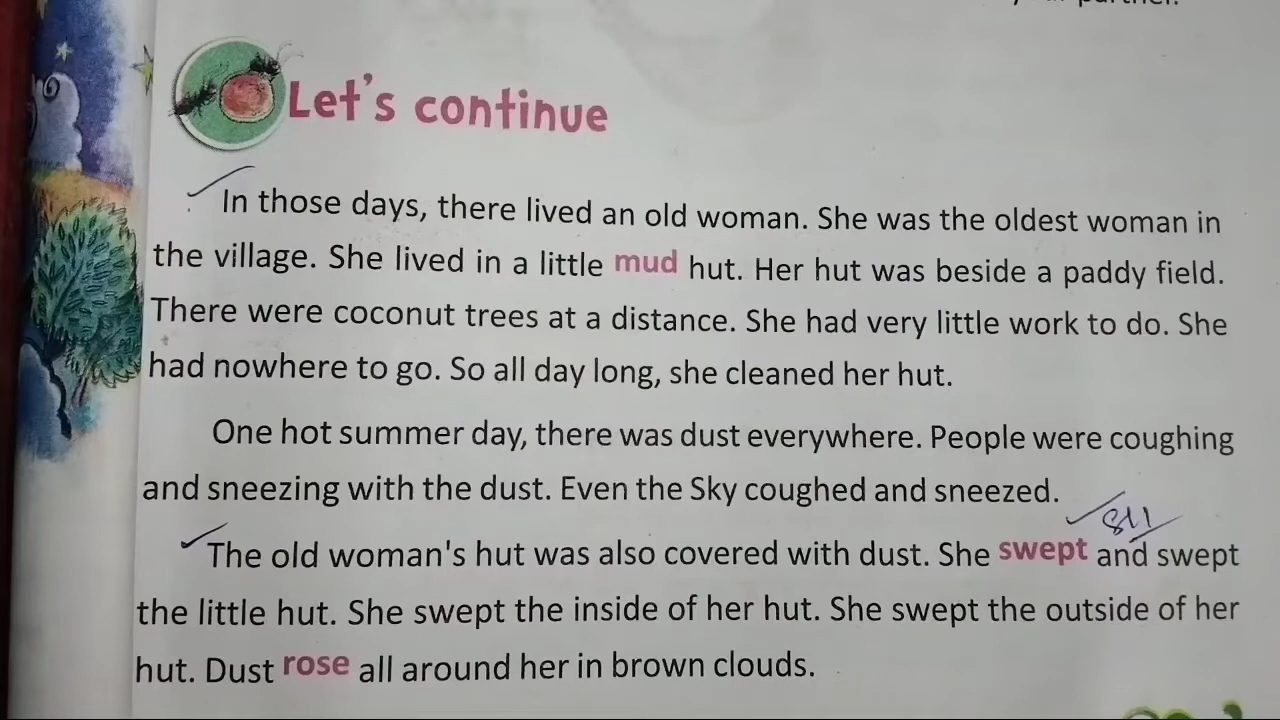 Let's continue
In those days, there lived an old woman. She was the oldest woman in
the village. She lived in a little mud hut. Her hut was beside a paddy field.
There were coconut trees at a distance. She had very little work to do. She
had nowhere to go. So all day long, she cleaned her hut.
One hot summer day, there was dust everywhere. People were coughing
and sneezing with the dust. Even the Sky coughed and sneezed.
The old woman's hut was also covered with dust. She swept and swept
the little hut. She swept the inside of her hut. She swept the outside of her
hut. Dust rose all around her in brown clouds.